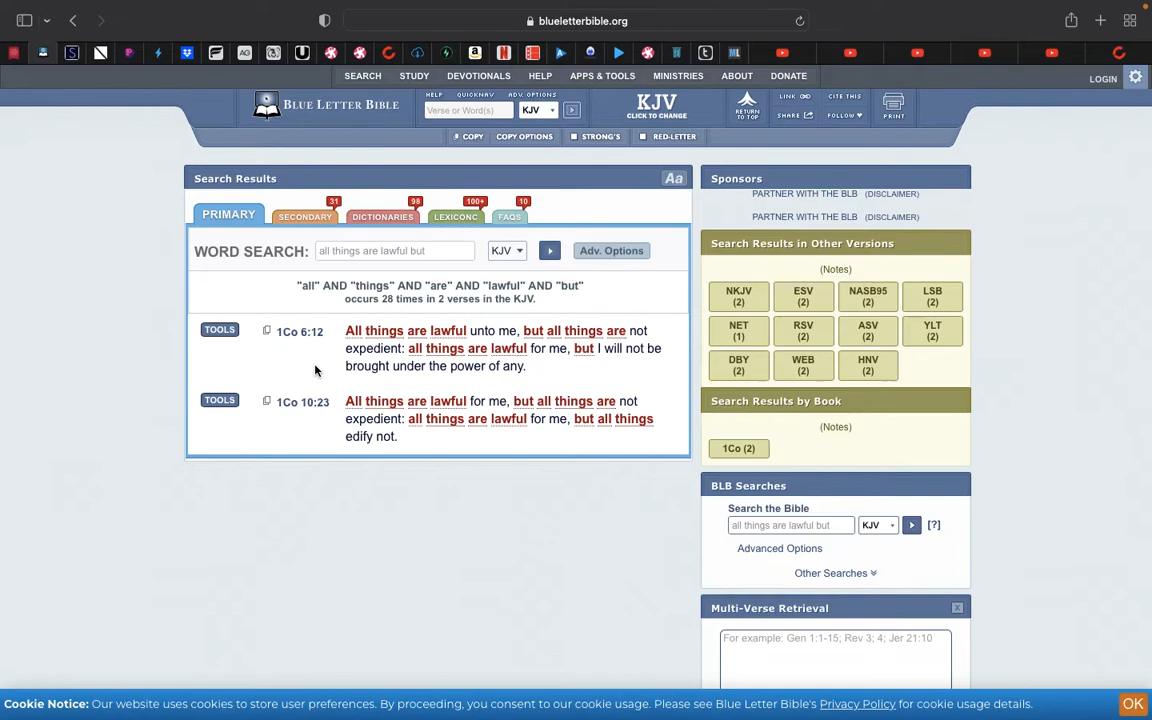 blueletterbible.org
SEARCH STUDY DEVOTIONALS HELP APPS & TOOLS MINISTRIES ABOUT DONATE
LOGIN
BLUE LETTER BIBLE
HELP QUICKNAV ADV. OPTIONS
Verse or Word(s) KJV
KJV
CLICK TO CHANGE
RETURN
TO TOP
LINK
SHARE
CITE THIS
FOLLOW
PRINT
COPY COPY OPTIONS STRONG'S RED-LETTER
Search Results Aa
31 98 100+ 10
PRIMARY SECONDARY DICTIONARIES LEXICONC FAQS
WORD SEARCH: all things are lawful but KJV Adv. Options
"all" AND "things" AND "are" AND "lawful" AND "but"
occurs 28 times in 2 verses in the KJV.
TOOLS 1Co 6:12 All things are lawful unto me, but all things are not
expedient: all things are lawful for me, but I will not be
brought under the power of any.
TOOLS 1Co 10:23 All things are lawful for me, but all things are not
expedient: all things are lawful for me, but all things
edify not.
Sponsors
PARTNER WITH THE BLB (DISCLAIMER)
PARTNER WITH THE BLB (DISCLAIMER)
Search Results in Other Versions
(Notes)
NKJV ESV NASB95 LSB
(2) (2) (2) (2)
NET RSV ASV YLT
(1) (2) (2) (2)
DBY WEB HNV
(2) (2) (2)
Search Results by Book
(Notes)
1Co (2)
BLB Searches
Search the Bible
all things are lawful but KJV [?]
Advanced Options
Other Searches
Multi-Verse Retrieval X
For example: Gen 1:1-15; Rev 3; 4; Jer 21:10
Cookie Notice: Our website uses cookies to store user preferences. By proceeding, you consent to our cookie usage. Please see Blue Letter Bible's Privacy Policy for cookie usage details. OK